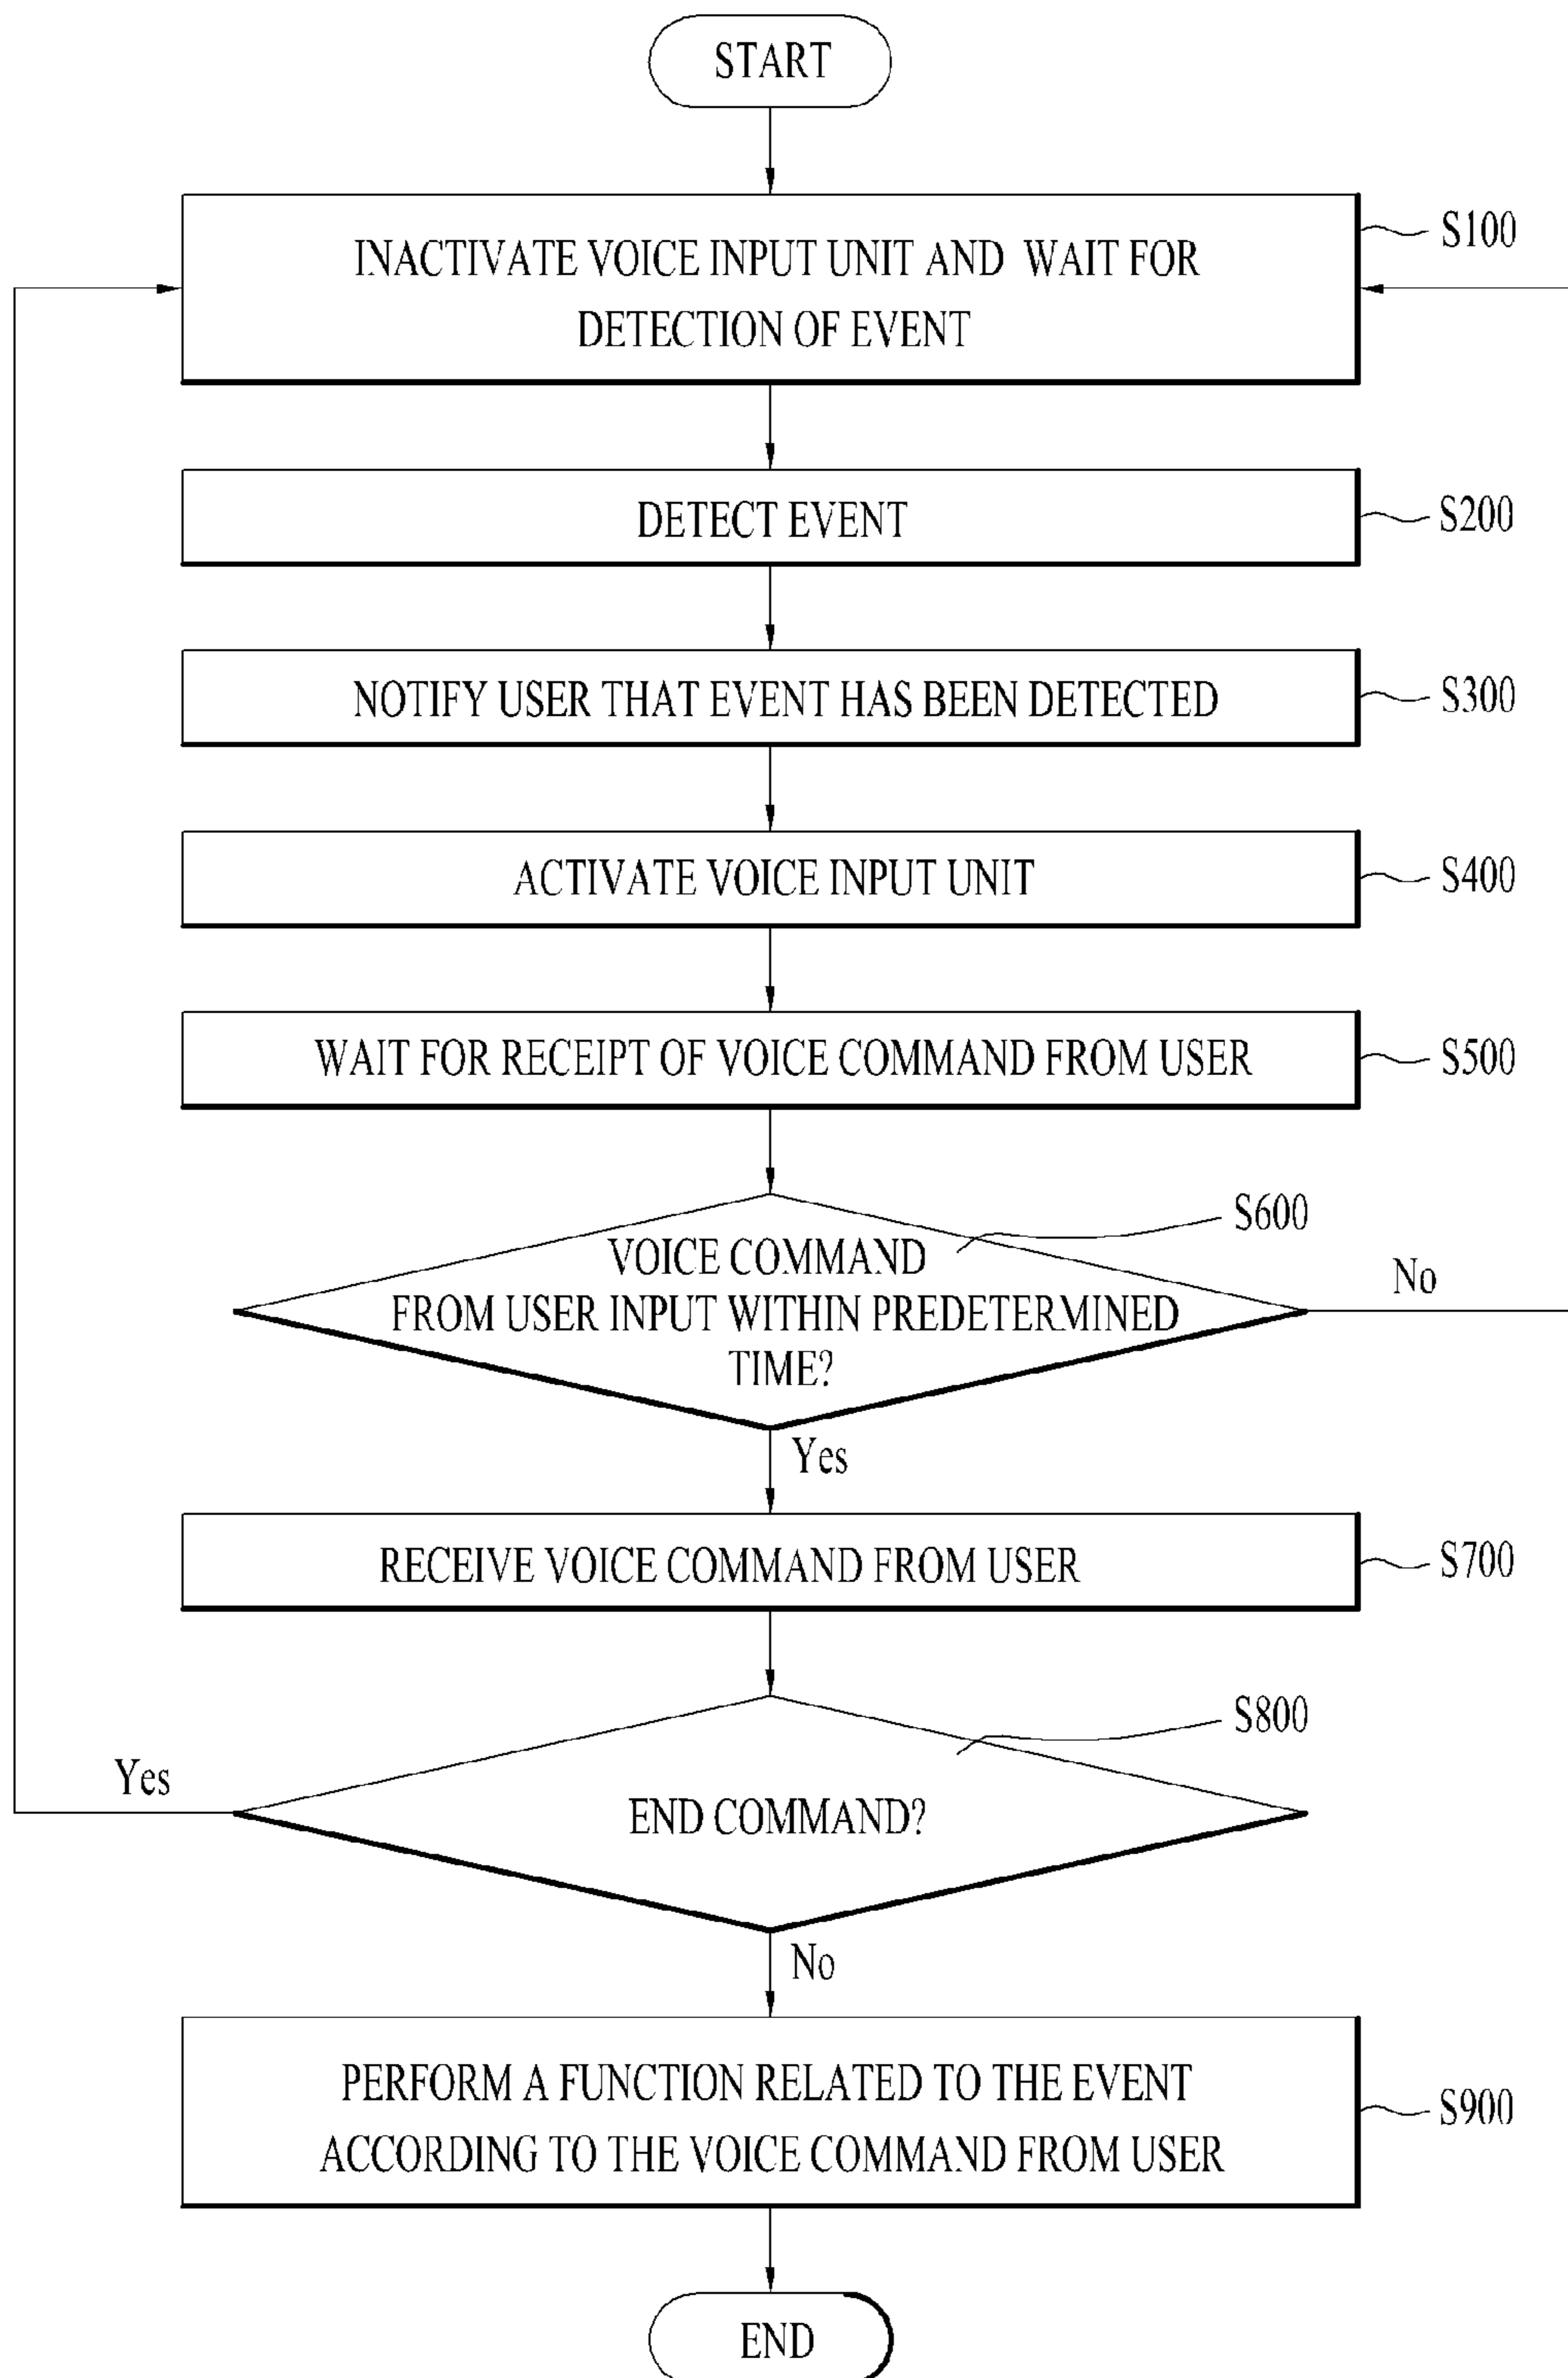 START
INACTIVATE VOICE INPUT UNIT AND WAIT FOR
DETECTION OF EVENT
S100
DETECT EVENT
S200
NOTIFY USER THAT EVENT HAS BEEN DETECTED
S300
ACTIVATE VOICE INPUT UNIT
S400
WAIT FOR RECEIPT OF VOICE COMMAND FROM USER
S500
S600
VOICE COMMAND
FROM USER INPUT WITHIN PREDETERMINED
TIME?
No
Yes
RECEIVE VOICE COMMAND FROM USER
S700
S800
Yes
END COMMAND?
No
PERFORM A FUNCTION RELATED TO THE EVENT
ACCORDING TO THE VOICE COMMAND FROM USER
S900
END